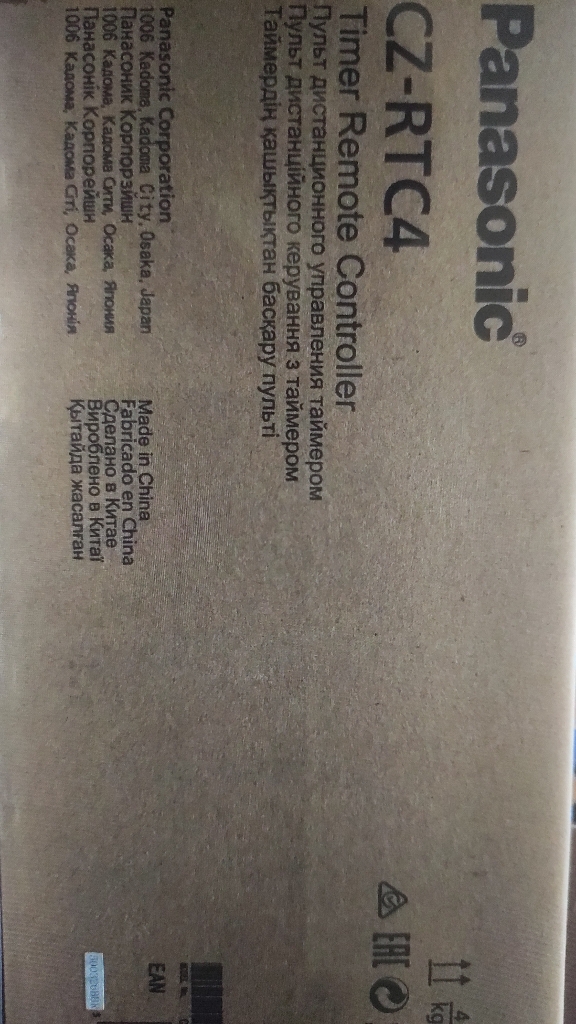 Panasonic®
CZ-RTC4
Timer Remote Controller
Пульт дистанционного управления таймером
Пульт дистанційного керування з таймером
Таймердің қашықтықтан басқару пульті
Panasonic Corporation
1006 Kadoma, Kadoma City, Osaka, Japan
Панасоник Корпорэйшн
1006 Кадома, Кадома Сити, Осака, Япония
Панасонік Корпорейшн
1006 Кадома, Кадома Сіті, Осака, Японія
Made in China
Fabricado en China
Сделано в Китае
Вироблено в Китаї
Қытайда жасалған
4
kg
EAC
EAN